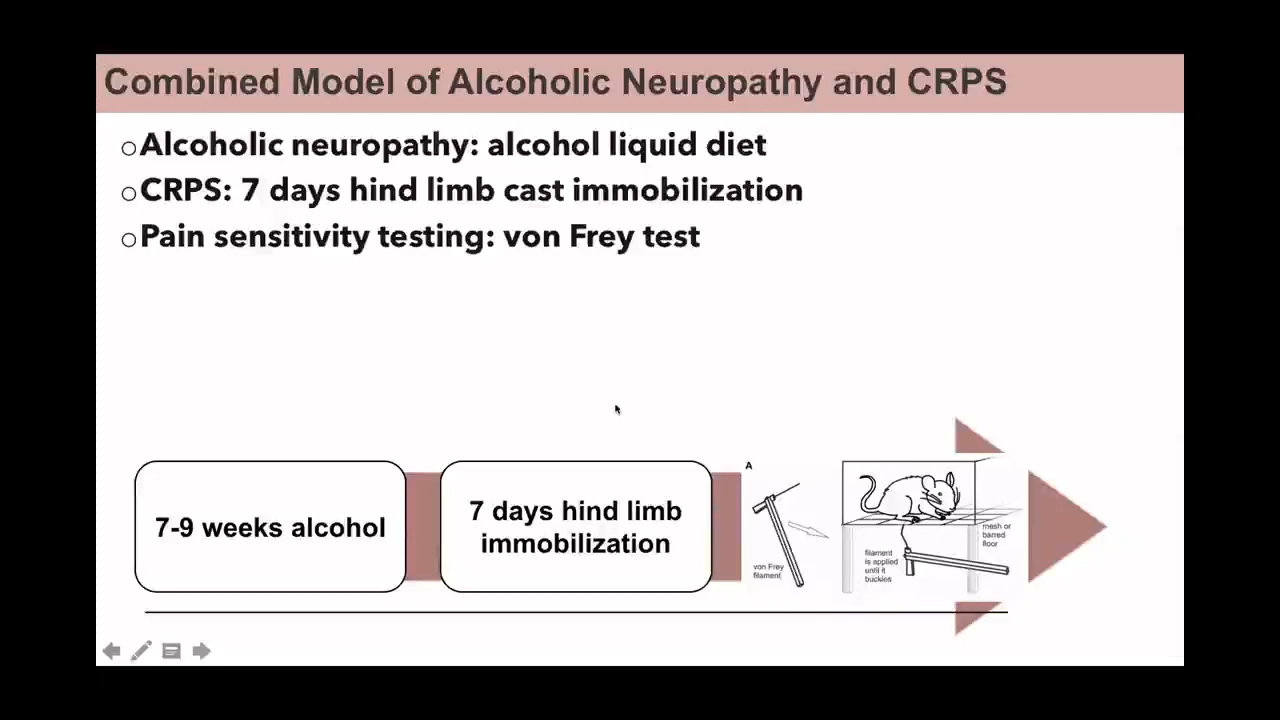 Combined Model of Alcoholic Neuropathy and CRPS
○Alcoholic neuropathy: alcohol liquid diet
○CRPS: 7 days hind limb cast immobilization
○Pain sensitivity testing: von Frey test
7-9 weeks alcohol
7 days hind limb
immobilization
A
von Frey
filament
filament
is applied
until it
buckles
mesh or
barred
floor